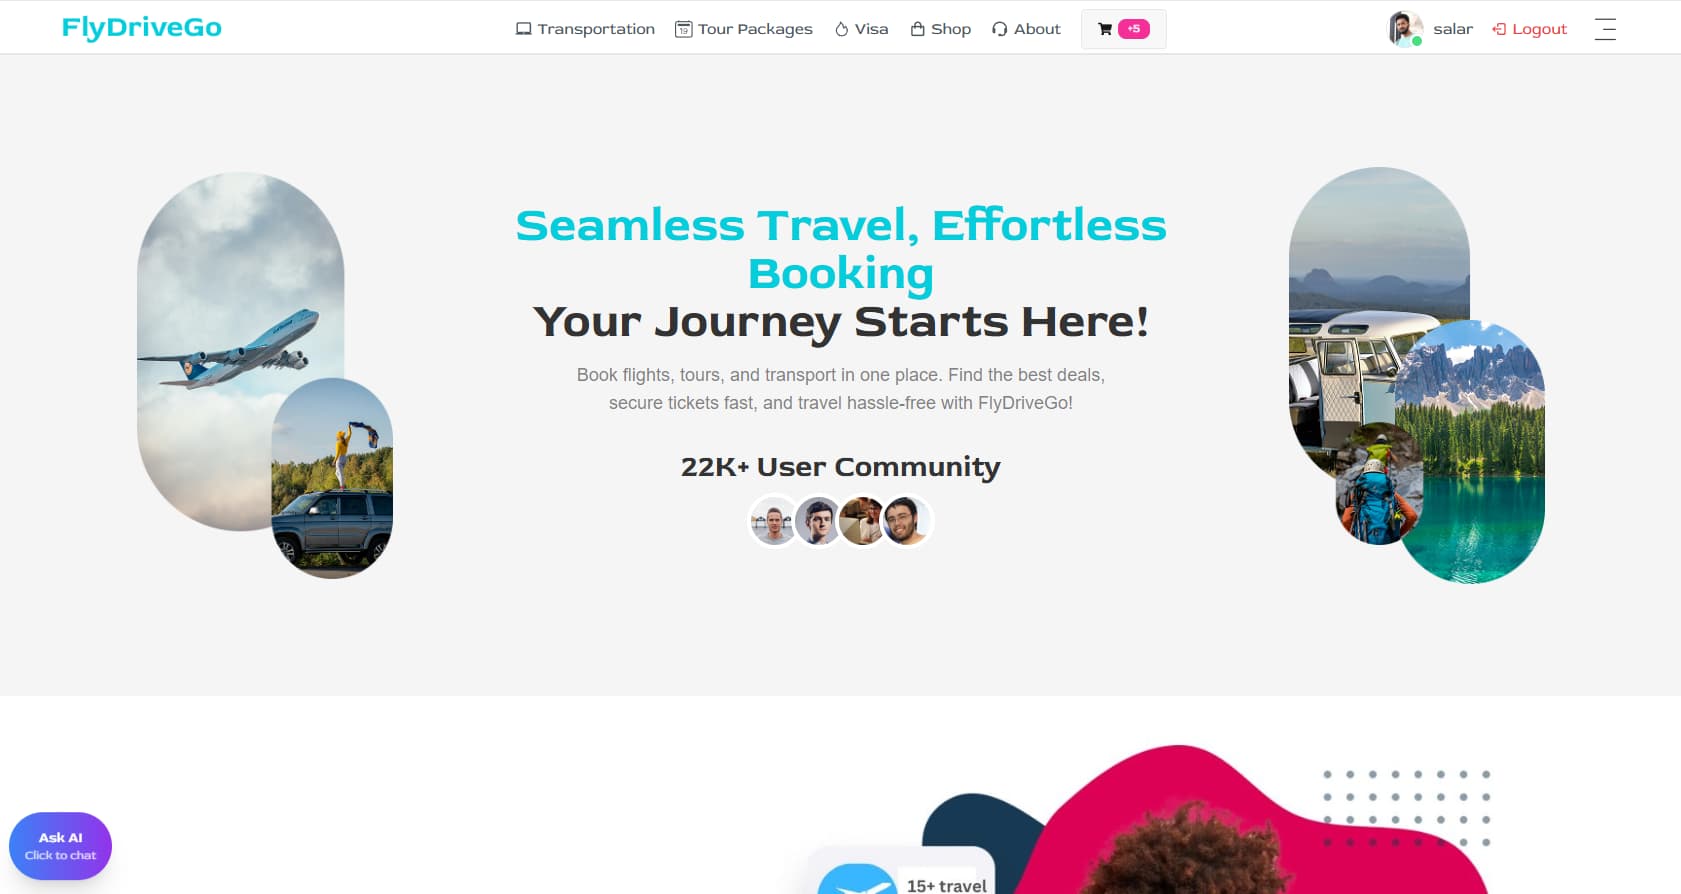 FlyDriveGo
Transportation
19
Tour Packages
Visa
Shop
About
+5
salar
Logout
Seamless Travel, Effortless
Booking
Your Journey Starts Here!
Book flights, tours, and transport in one place. Find the best deals,
secure tickets fast, and travel hassle-free with FlyDriveGo!
22K+ User Community
Ask AI
Click to chat
15+ travel